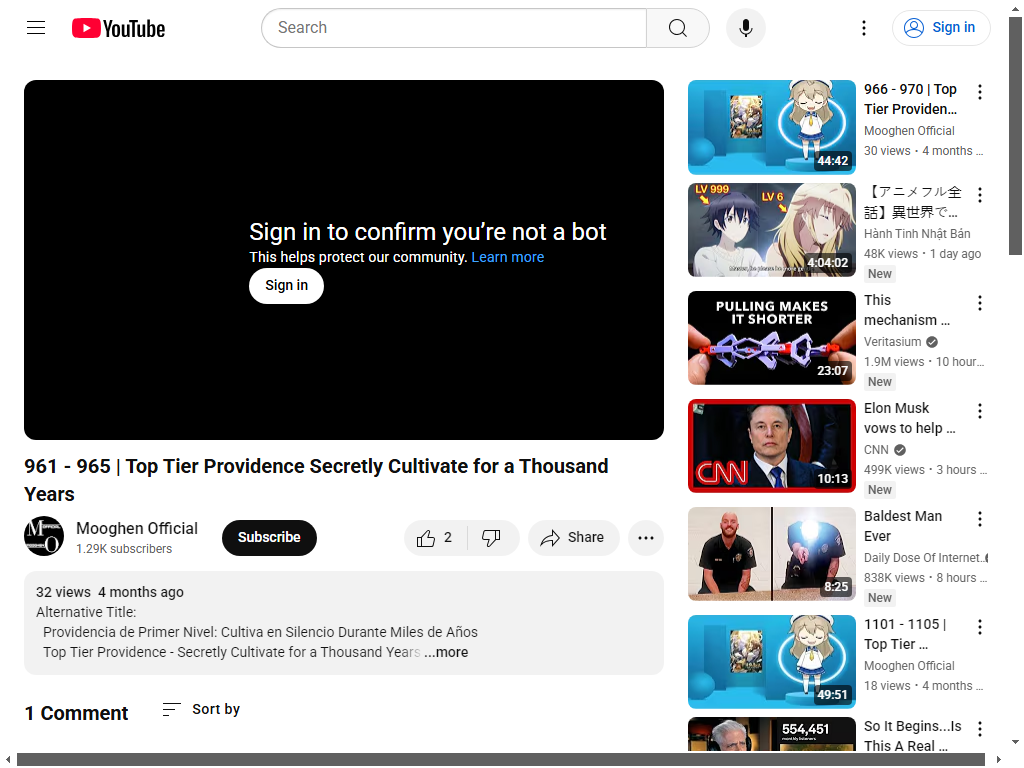 YouTube
Search
Sign in
Sign in to confirm you're not a bot
This helps protect our community. Learn more
Sign in
961 - 965 | Top Tier Providence Secretly Cultivate for a Thousand
Years
Mooghen Official
1.29K subscribers
Subscribe
2
Share
32 views 4 months ago
Alternative Title:
Providencia de Primer Nivel: Cultiva en Silencio Durante Miles de Años
Top Tier Providence - Secretly Cultivate for a Thousand Years ...more
1 Comment
Sort by
44:42
966 - 970 | Top
Tier Providen...
Mooghen Official
30 views • 4 months ...
LV 999
LV 6
4:04:02
【アニメフル全
話】異世界で...
Hành Tinh Nhật Bản
48K views • 1 day ago
New
PULLING MAKES
IT SHORTER
23:07
This
mechanism ...
Veritasium
1.9M views • 10 hour...
New
CNN
10:13
Elon Musk
vows to help ...
CNN
499K views • 3 hours ...
New
8:25
Baldest Man
Ever
Daily Dose Of Internet.
838K views • 8 hours ...
New
49:51
1101 - 1105 |
Top Tier ...
Mooghen Official
18 views • 4 months ...
554,451
monthly listeners
So It Begins...Is
This A Real ...